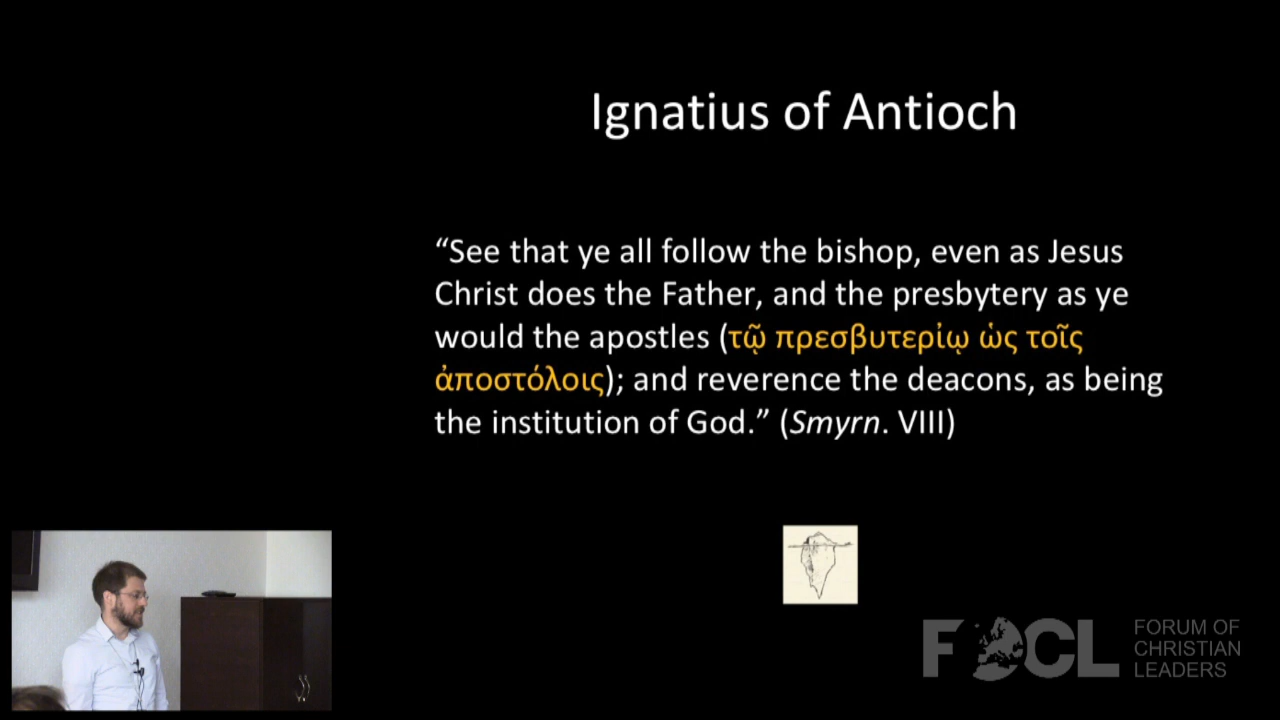 Ignatius of Antioch
“See that ye all follow the bishop, even as Jesus
Christ does the Father, and the presbytery as ye
would the apostles (τῷ πρεσβυτερίῳ ὡς τοῖς
ἀποστόλοις); and reverence the deacons, as being
the institution of God.” (Smyrn. VIII)
FOCL
FORUM OF
CHRISTIAN
LEADERS